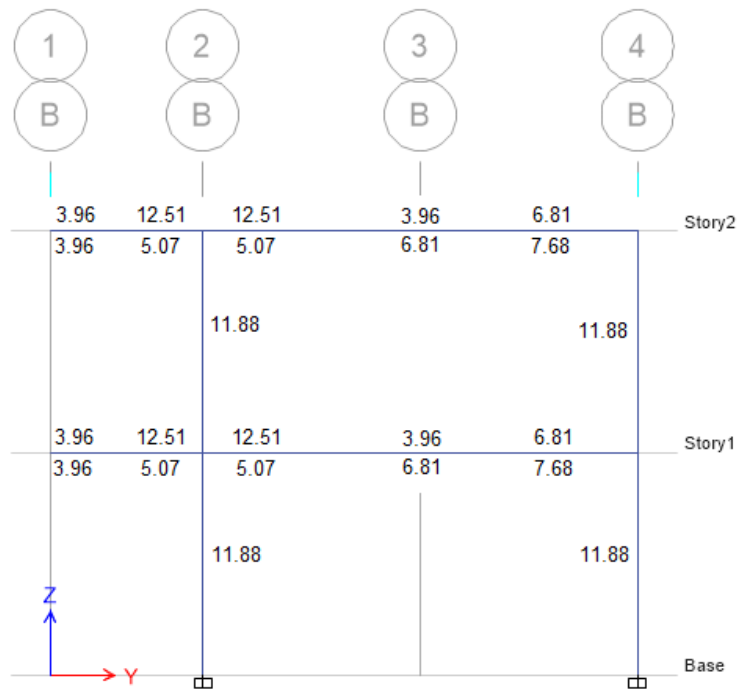 1 2 3 4
B B B B
3.96 12.51 12.51 3.96 6.81
Story2
3.96 5.07 5.07 6.81 7.68
11.88 11.88
3.96 12.51 12.51 3.96 6.81
Story1
3.96 5.07 5.07 6.81 7.68
11.88 11.88
Z
Base
Y